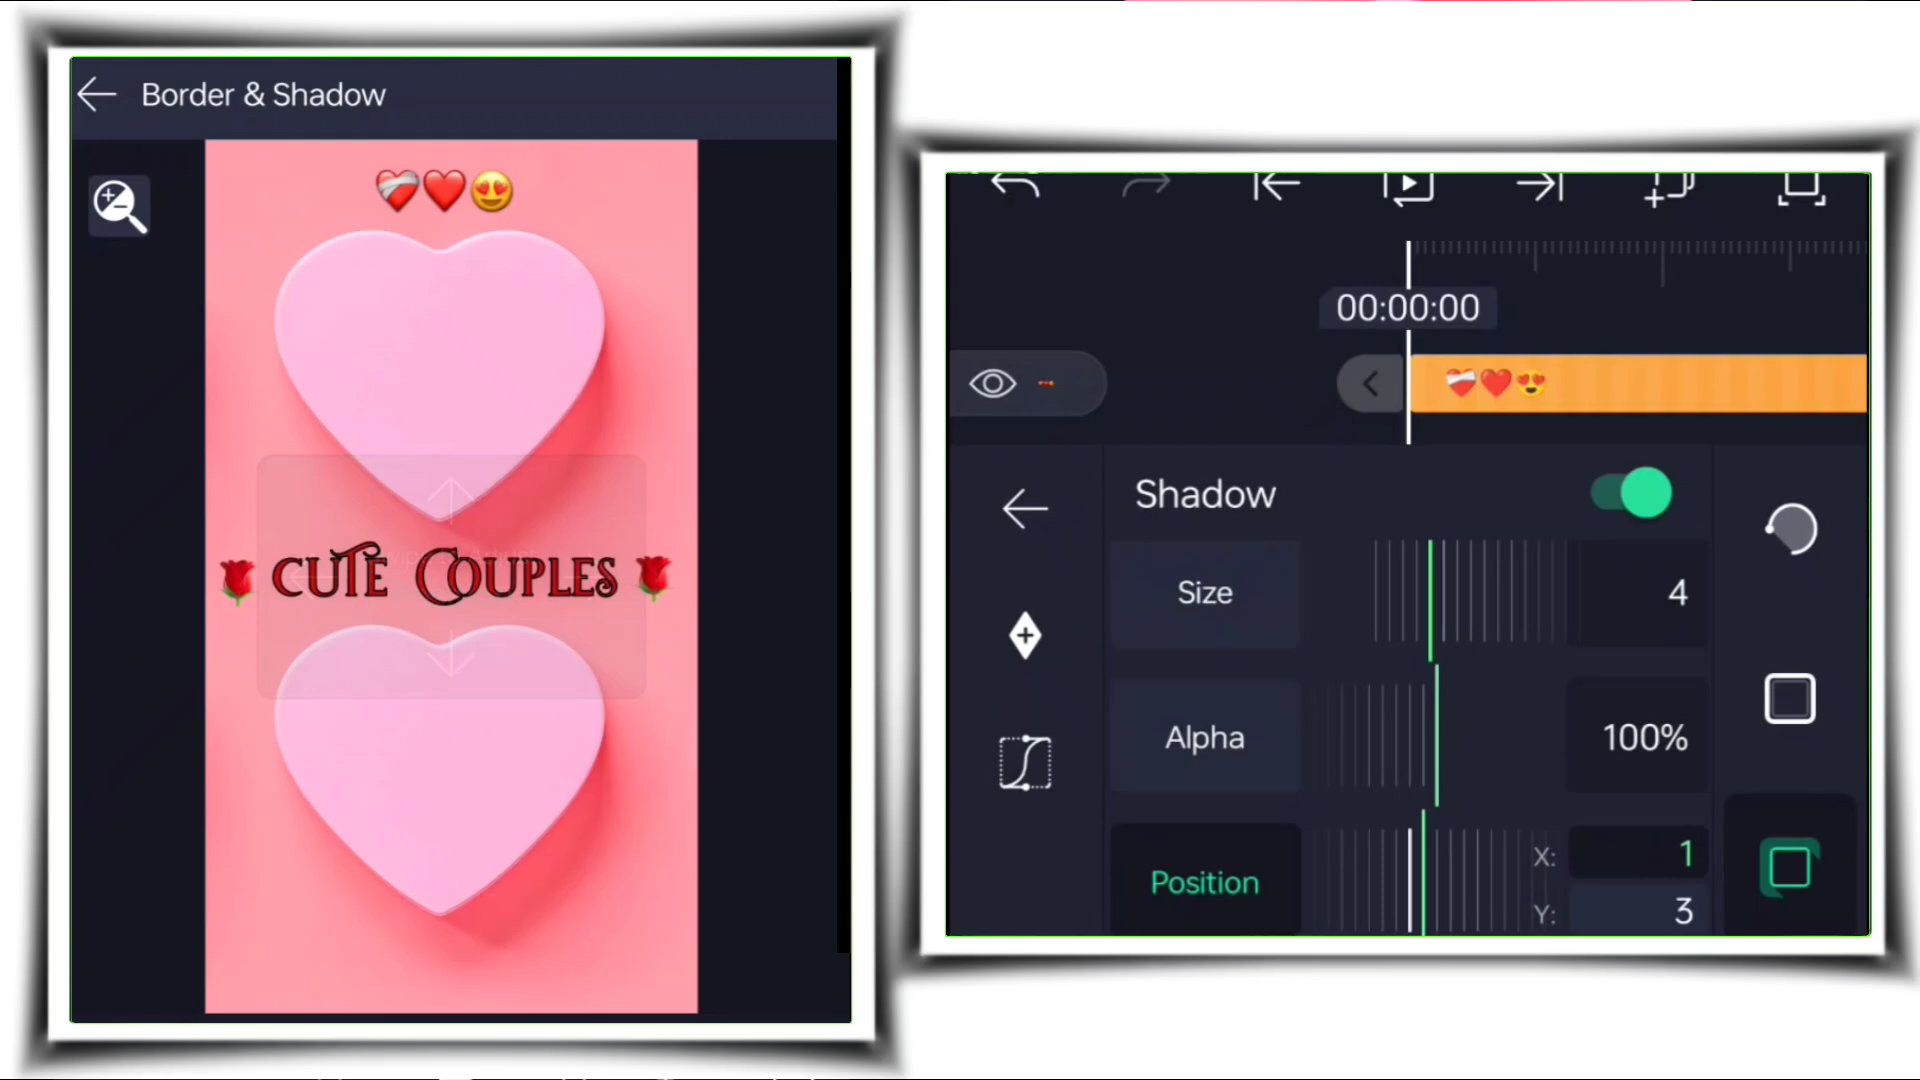 Border & Shadow
❤️‍🩹❤️😍
🌹 CUTE COUPLES 🌹
00:00:00
❤️‍🩹❤️😍
Shadow
Size
4
Alpha
100%
Position
X:
1
Y:
3